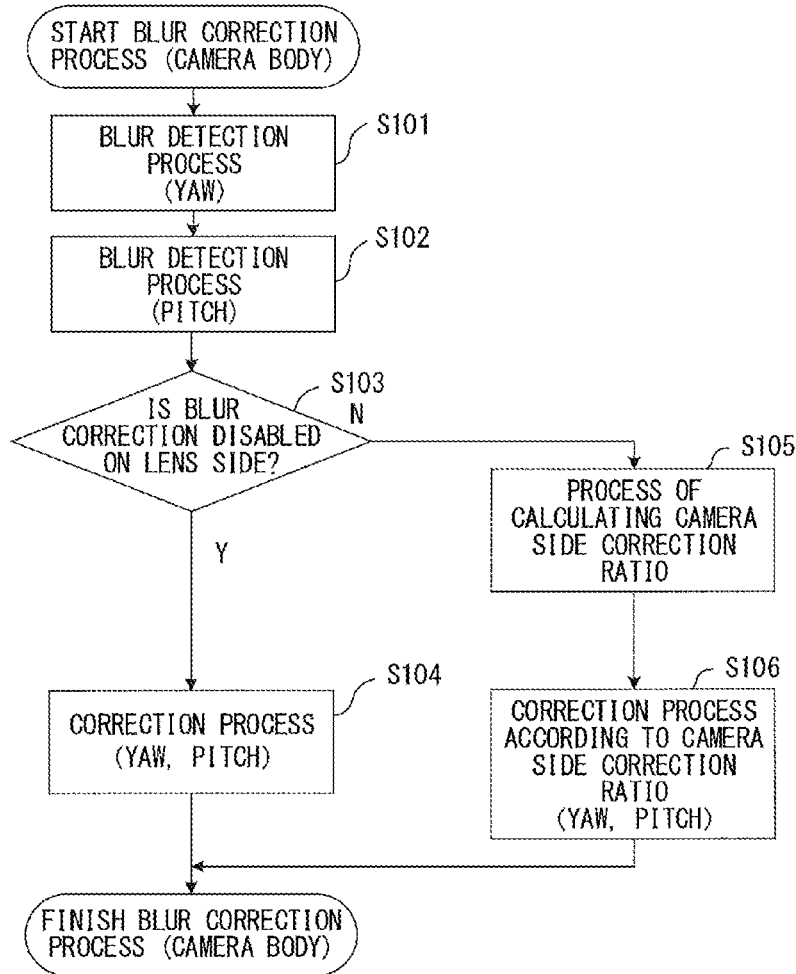 START BLUR CORRECTION
PROCESS (CAMERA BODY)
S101
BLUR DETECTION
PROCESS
(YAW)
S102
BLUR DETECTION
PROCESS
(PITCH)
S103
IS BLUR
CORRECTION DISABLED
ON LENS SIDE?
N
Y
S105
PROCESS OF
CALCULATING CAMERA
SIDE CORRECTION
RATIO
S104
CORRECTION PROCESS
(YAW, PITCH)
S106
CORRECTION PROCESS
ACCORDING TO CAMERA
SIDE CORRECTION
RATIO
(YAW, PITCH)
FINISH BLUR CORRECTION
PROCESS (CAMERA BODY)